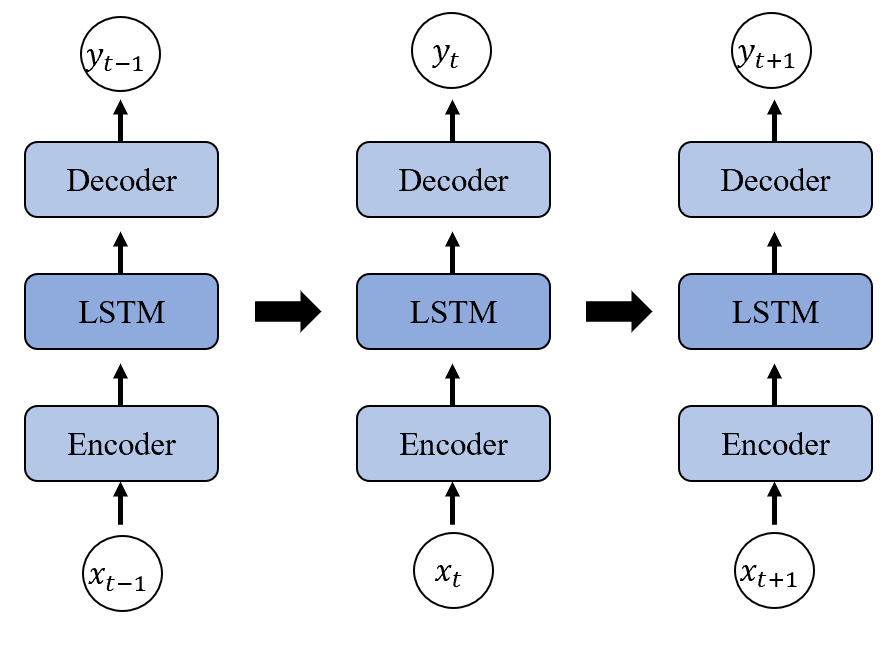 y_{t−1} y_t y_{t+1}
Decoder Decoder Decoder
LSTM LSTM LSTM
Encoder Encoder Encoder
x_{t−1} x_t x_{t+1}